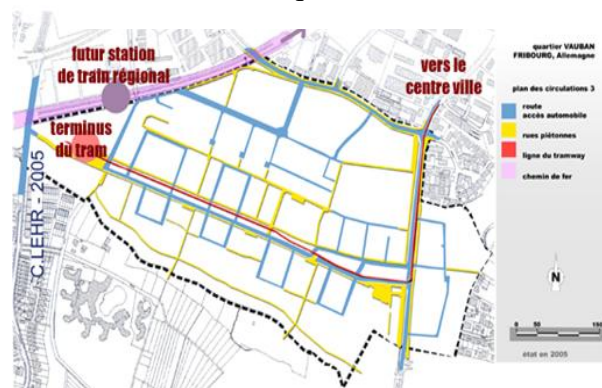 futur station
de train régional
terminus
du tram
vers le
centre ville
C.LEHR - 2005
quartier VAUBAN
FRIBOURG, Allemagne
plan des circulations 3
route
accès automobile
rues piétonnes
ligne du tramway
chemin de fer
N
0 50 150
état en 2005